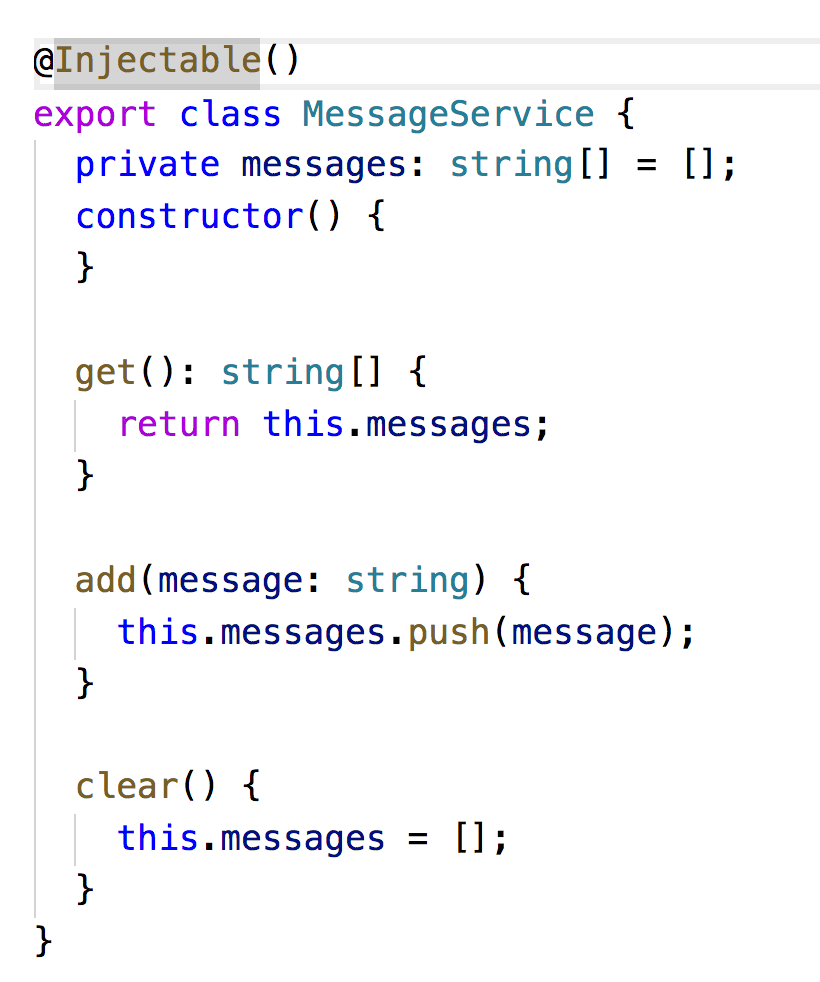 @Injectable()
export class MessageService {
  private messages: string[] = [];
  constructor() {
  }

  get(): string[] {
    return this.messages;
  }

  add(message: string) {
    this.messages.push(message);
  }

  clear() {
    this.messages = [];
  }
}